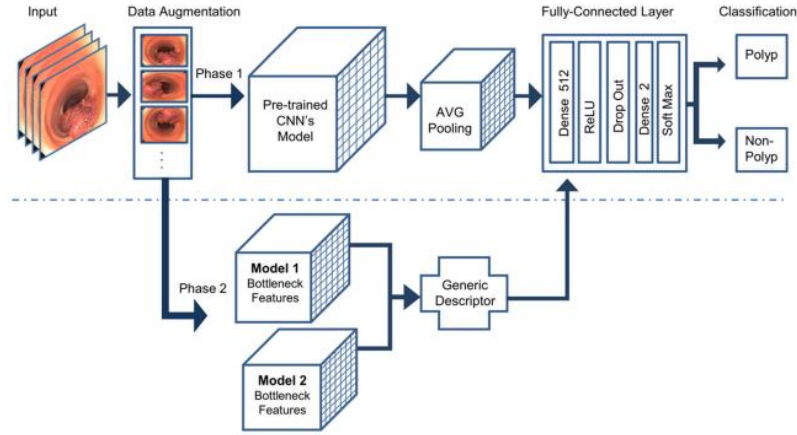 Input
Data Augmentation
Fully-Connected Layer
Classification
Phase 1
Pre-trained
CNN's
Model
AVG
Pooling
Dense 512
ReLU
Drop Out
Dense 2
Soft Max
Polyp
Non-
Polyp
Phase 2
Model 1
Bottleneck
Features
Generic
Descriptor
Model 2
Bottleneck
Features